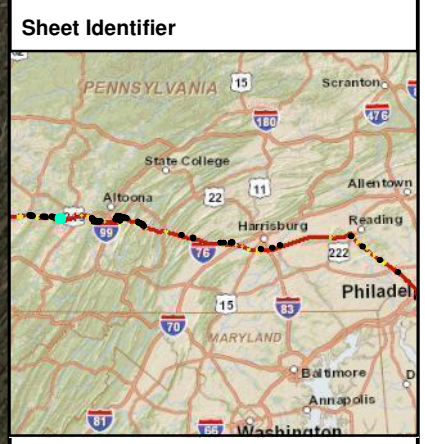 Sheet Identifier
PENNSYLVANIA
15
Scranton
180
476
State College
Allentown
22
11
Altoona
99
Harrisburg
Reading
76
222
15
83
Philadel
70
MARYLAND
Baltimore
D
Annapolis
81
66
Washington